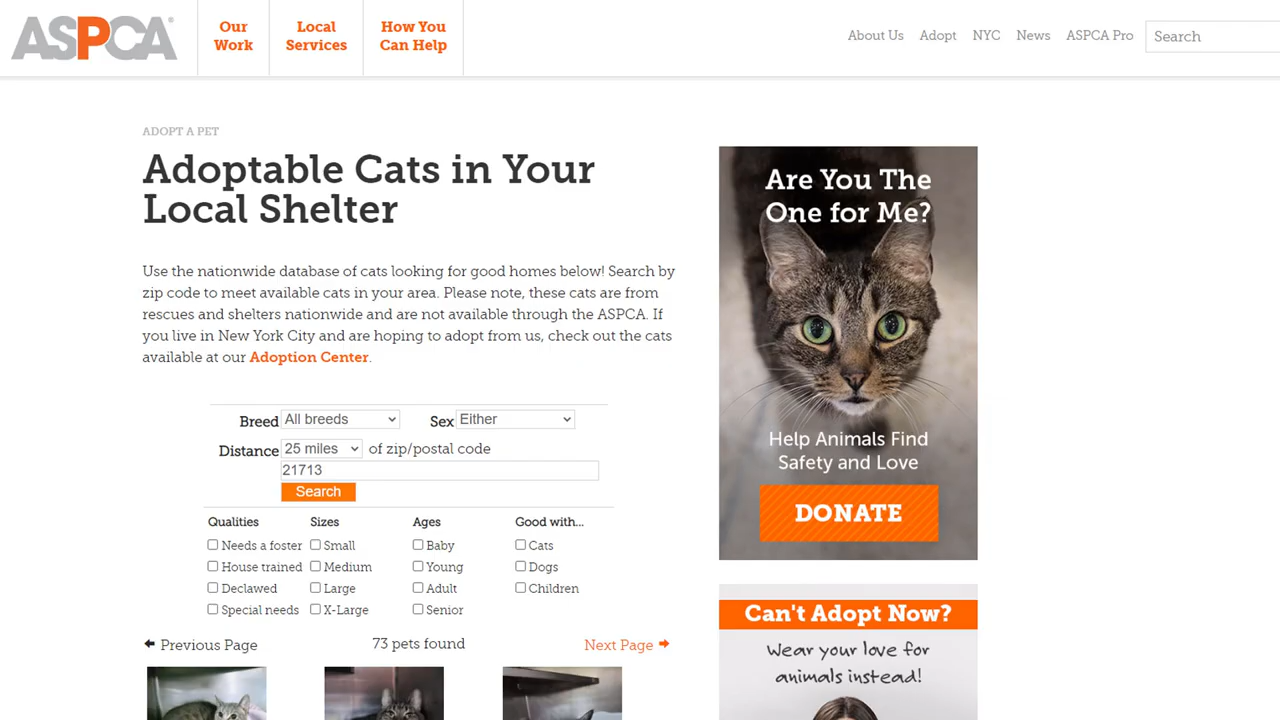 ASPCA®
Our
Work
Local
Services
How You
Can Help
About Us
Adopt
NYC
News
ASPCA Pro
Search
ADOPT A PET
Adoptable Cats in Your
Local Shelter
Use the nationwide database of cats looking for good homes below! Search by
zip code to meet available cats in your area. Please note, these cats are from
rescues and shelters nationwide and are not available through the ASPCA. If
you live in New York City and are hoping to adopt from us, check out the cats
available at our Adoption Center.
Breed All breeds Sex Either
Distance 25 miles of zip/postal code
21713
Search
Qualities Sizes Ages Good with...
Needs a foster Small Baby Cats
House trained Medium Young Dogs
Declawed Large Adult Children
Special needs X-Large Senior
Previous Page 73 pets found Next Page
Are You The
One for Me?
Help Animals Find
Safety and Love
DONATE
Can't Adopt Now?
Wear your love for
animals instead!